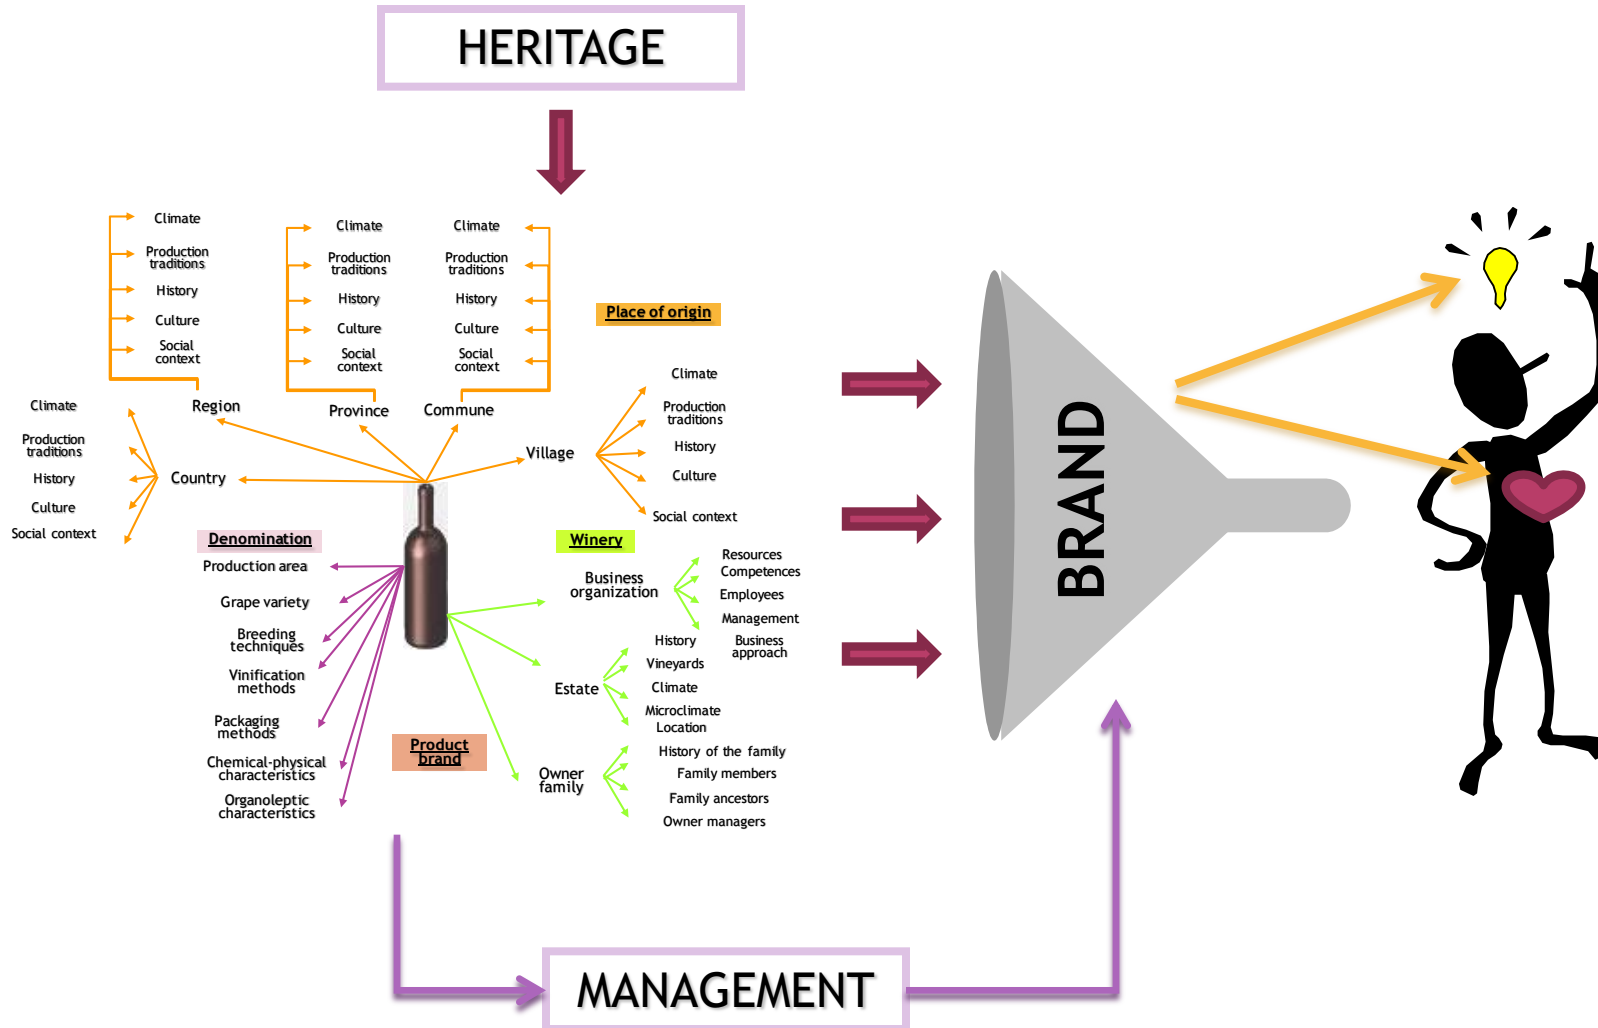 HERITAGE
Climate
Production
traditions
History
Culture
Social
context
Region
Climate
Production
traditions
History
Culture
Social
context
Province
Climate
Production
traditions
History
Culture
Social
context
Commune
Place of origin
Climate
Production
traditions
History
Culture
Social context
Village
Climate
Production
traditions
History
Culture
Social context
Country
Denomination
Production area
Grape variety
Breeding
techniques
Vinification
methods
Packaging
methods
Chemical-physical
characteristics
Organoleptic
characteristics
Winery
Business
organization
Resources
Competences
Employees
Management
Business
approach
Estate
History
Vineyards
Climate
Microclimate
Location
Owner
family
History of the family
Family members
Family ancestors
Owner managers
Product
brand
BRAND
MANAGEMENT